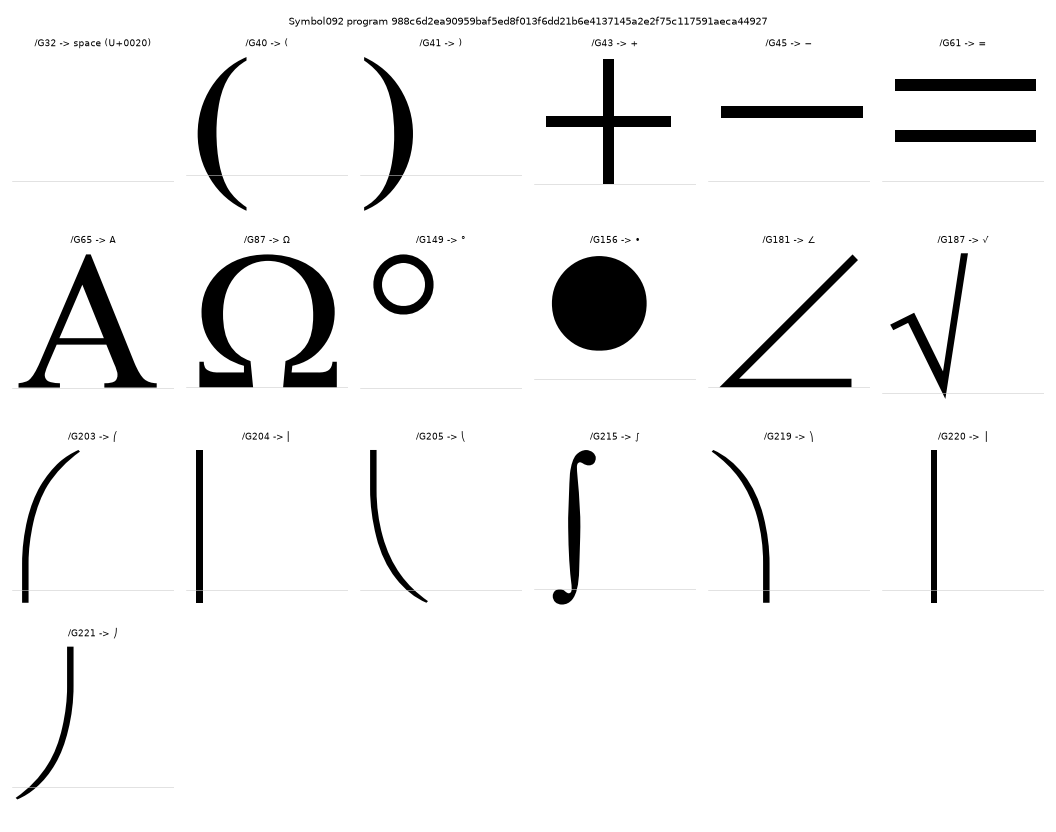 Symbol092 program 988c6d2ea90959baf5ed8f013f6dd21b6e4137145a2e2f75c117591aeca44927
/G32 -> space (U+0020) /G40 -> ( /G41 -> ) /G43 -> + /G45 -> − /G61 -> =
( ) + − =
/G65 -> Α /G87 -> Ω /G149 -> ° /G156 -> • /G181 -> ∠ /G187 -> √
Α Ω ° • ∠ √
/G203 -> ⎛ /G204 -> ⎜ /G205 -> ⎝ /G215 -> ∫ /G219 -> ⎞ /G220 -> ⎟
⎛ ⎜ ⎝ ∫ ⎞ ⎟
/G221 -> ⎠
⎠